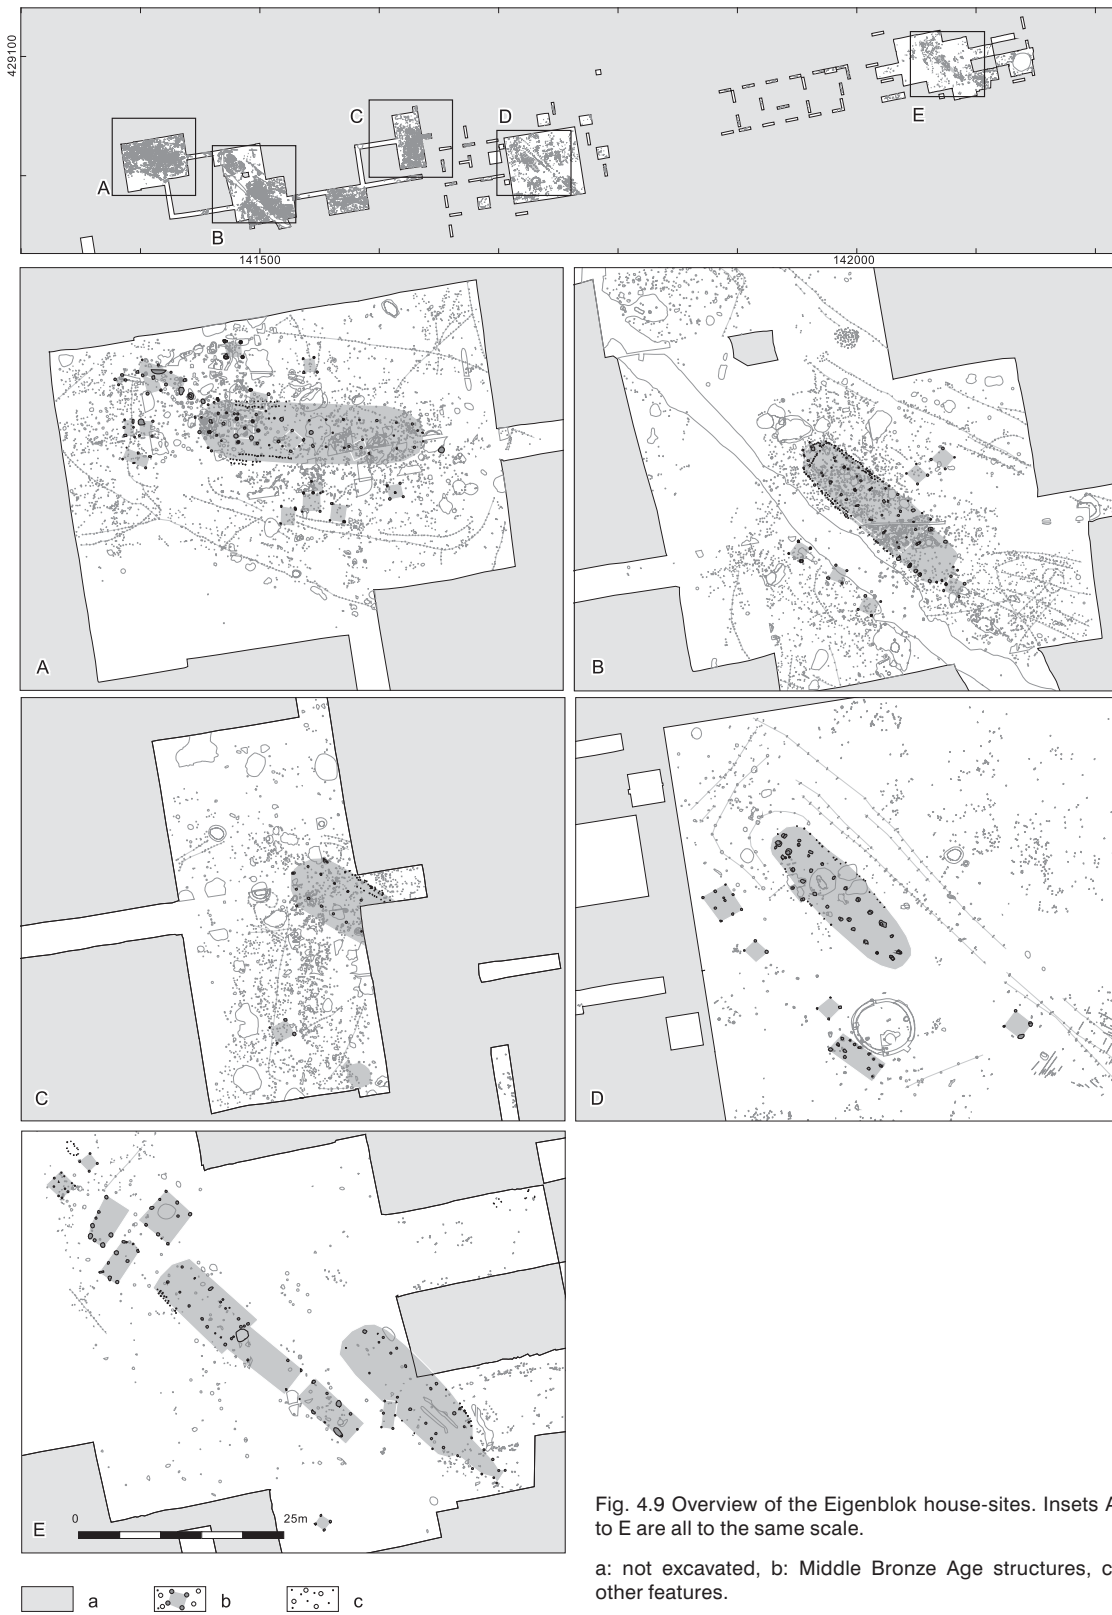 429100
A
B
C
D
E
141500
142000
A
B
C
D
E
0
25m
Fig. 4.9 Overview of the Eigenblok house-sites. Insets A
to E are all to the same scale.
a: not excavated, b: Middle Bronze Age structures, c
other features.
a
b
c